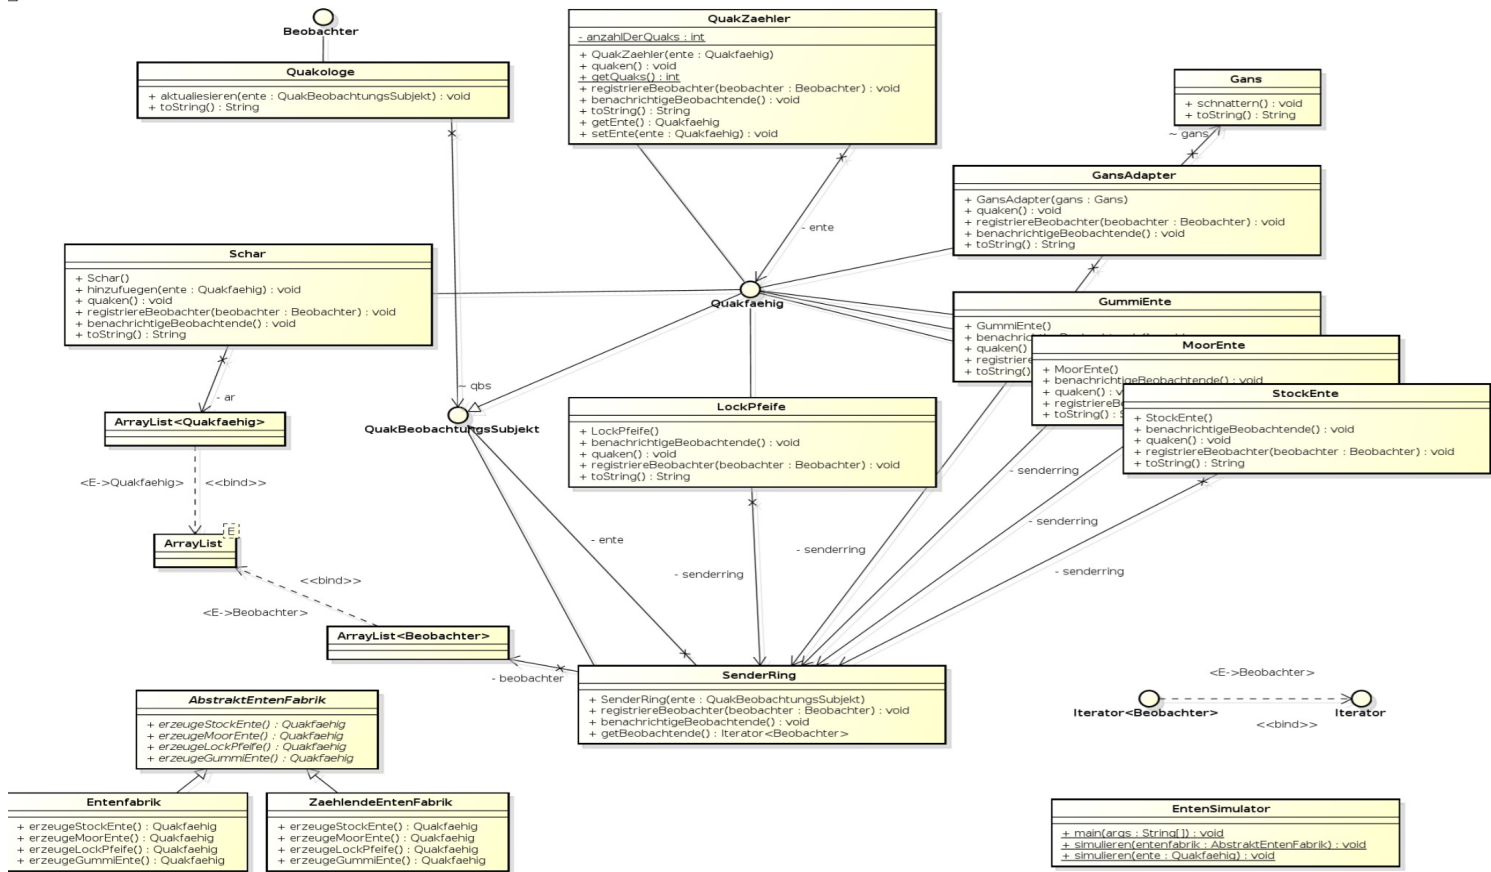 Beobachter
Quakologe
+ aktualiesieren(ente : QuakBeobachtungsSubjekt) : void
+ toString() : String
QuakZaehler
- anzahlDerQuaks : int
+ QuakZaehler(ente : Quakfaehig)
+ quaken() : void
+ getQuaks() : int
+ registriereBeobachter(beobachter : Beobachter) : void
+ benachrichtigeBeobachtende() : void
+ toString() : String
+ getEnte() : Quakfaehig
+ setEnte(ente : Quakfaehig) : void
Gans
+ schnattern() : void
+ toString() : String
~ gans
GansAdapter
+ GansAdapter(gans : Gans)
+ quaken() : void
+ registriereBeobachter(beobachter : Beobachter) : void
+ benachrichtigeBeobachtende() : void
+ toString() : String
- ente
Schar
+ Schar()
+ hinzufuegen(ente : Quakfaehig) : void
+ quaken() : void
+ registriereBeobachter(beobachter : Beobachter) : void
+ benachrichtigeBeobachtende() : void
+ toString() : String
Quakfaehig
GummiEnte
+ GummiEnte()
+ benachric
+ quaken()
+ registriere
+ toString()
MoorEnte
+ MoorEnte()
+ benachrichtigeBeobachtende() : void
+ quaken() : v
+ registriereB
+ toString() : S
StockEnte
+ StockEnte()
+ benachrichtigeBeobachtende() : void
+ quaken() : void
+ registriereBeobachter(beobachter : Beobachter) : void
+ toString() : String
~ qbs
- ar
ArrayList<Quakfaehig>
QuakBeobachtungsSubjekt
LockPfeife
+ LockPfeife()
+ benachrichtigeBeobachtende() : void
+ quaken() : void
+ registriereBeobachter(beobachter : Beobachter) : void
+ toString() : String
<E->Quakfaehig>
<<bind>>
E
ArrayList
- ente
- senderring
- senderring
- senderring
- senderring
- senderring
<<bind>>
<E->Beobachter>
ArrayList<Beobachter>
- beobachter
SenderRing
+ SenderRing(ente : QuakBeobachtungsSubjekt)
+ registriereBeobachter(beobachter : Beobachter) : void
+ benachrichtigeBeobachtende() : void
+ getBeobachtende() : Iterator<Beobachter>
<E->Beobachter>
Iterator<Beobachter>
Iterator
<<bind>>
AbstraktEntenFabrik
+ erzeugeStockEnte() : Quakfaehig
+ erzeugeMoorEnte() : Quakfaehig
+ erzeugeLockPfeife() : Quakfaehig
+ erzeugeGummiEnte() : Quakfaehig
Entenfabrik
+ erzeugeStockEnte() : Quakfaehig
+ erzeugeMoorEnte() : Quakfaehig
+ erzeugeLockPfeife() : Quakfaehig
+ erzeugeGummiEnte() : Quakfaehig
ZaehlendeEntenFabrik
+ erzeugeStockEnte() : Quakfaehig
+ erzeugeMoorEnte() : Quakfaehig
+ erzeugeLockPfeife() : Quakfaehig
+ erzeugeGummiEnte() : Quakfaehig
EntenSimulator
+ main(args : String[]) : void
+ simulieren(entenfabrik : AbstraktEntenFabrik) : void
+ simulieren(ente : Quakfaehig) : void